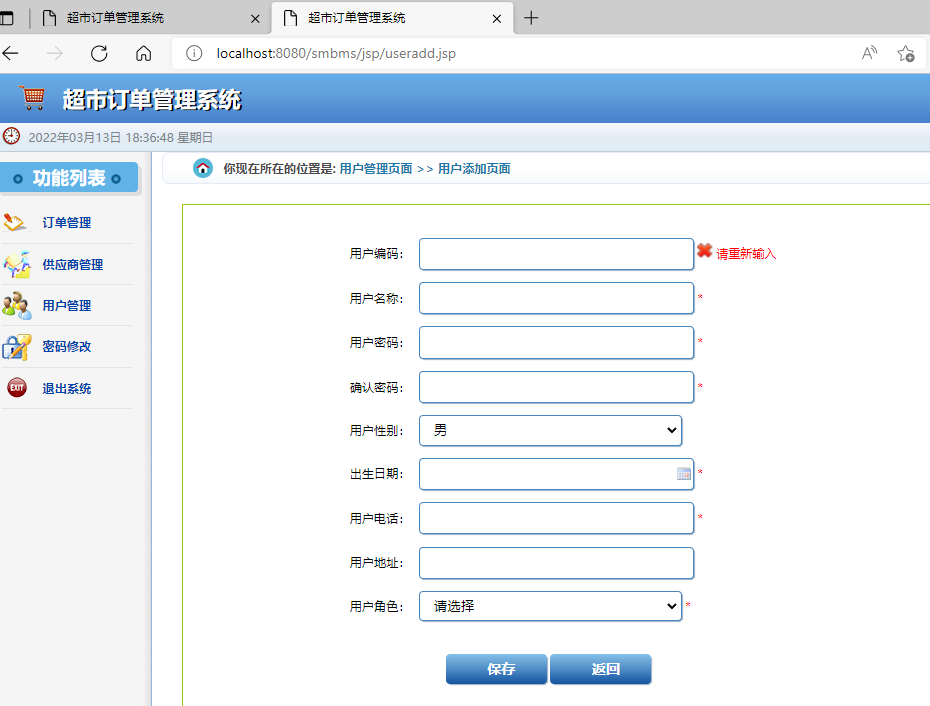 超市订单管理系统
超市订单管理系统
localhost:8080/smbms/jsp/useradd.jsp
超市订单管理系统
2022年03月13日 18:36:48 星期日
功能列表
你现在所在的位置是: 用户管理页面 >> 用户添加页面
订单管理
供应商管理
用户管理
密码修改
EXIT 退出系统
用户编码: 请重新输入
用户名称: *
用户密码: *
确认密码: *
用户性别: 男
出生日期: *
用户电话: *
用户地址:
用户角色: 请选择 *
保存 返回